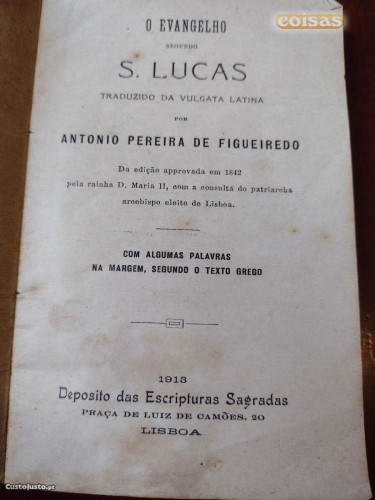 coisas
O EVANGELHO
SEGUNDO
S. LUCAS
TRADUZIDO DA VULGATA LATINA
POR
ANTONIO PEREIRA DE FIGUEIREDO
Da edição approvada em 1842
pela rainha D. Maria II, com a consulta do patriarcha
arcebispo eleito de Lisboa.
COM ALGUMAS PALAVRAS
NA MARGEM, SEGUNDO O TEXTO GREGO
1913
Deposito das Escripturas Sagradas
PRAÇA DE LUIZ DE CAMÕES, 20
LISBOA
CustoJusto.pt